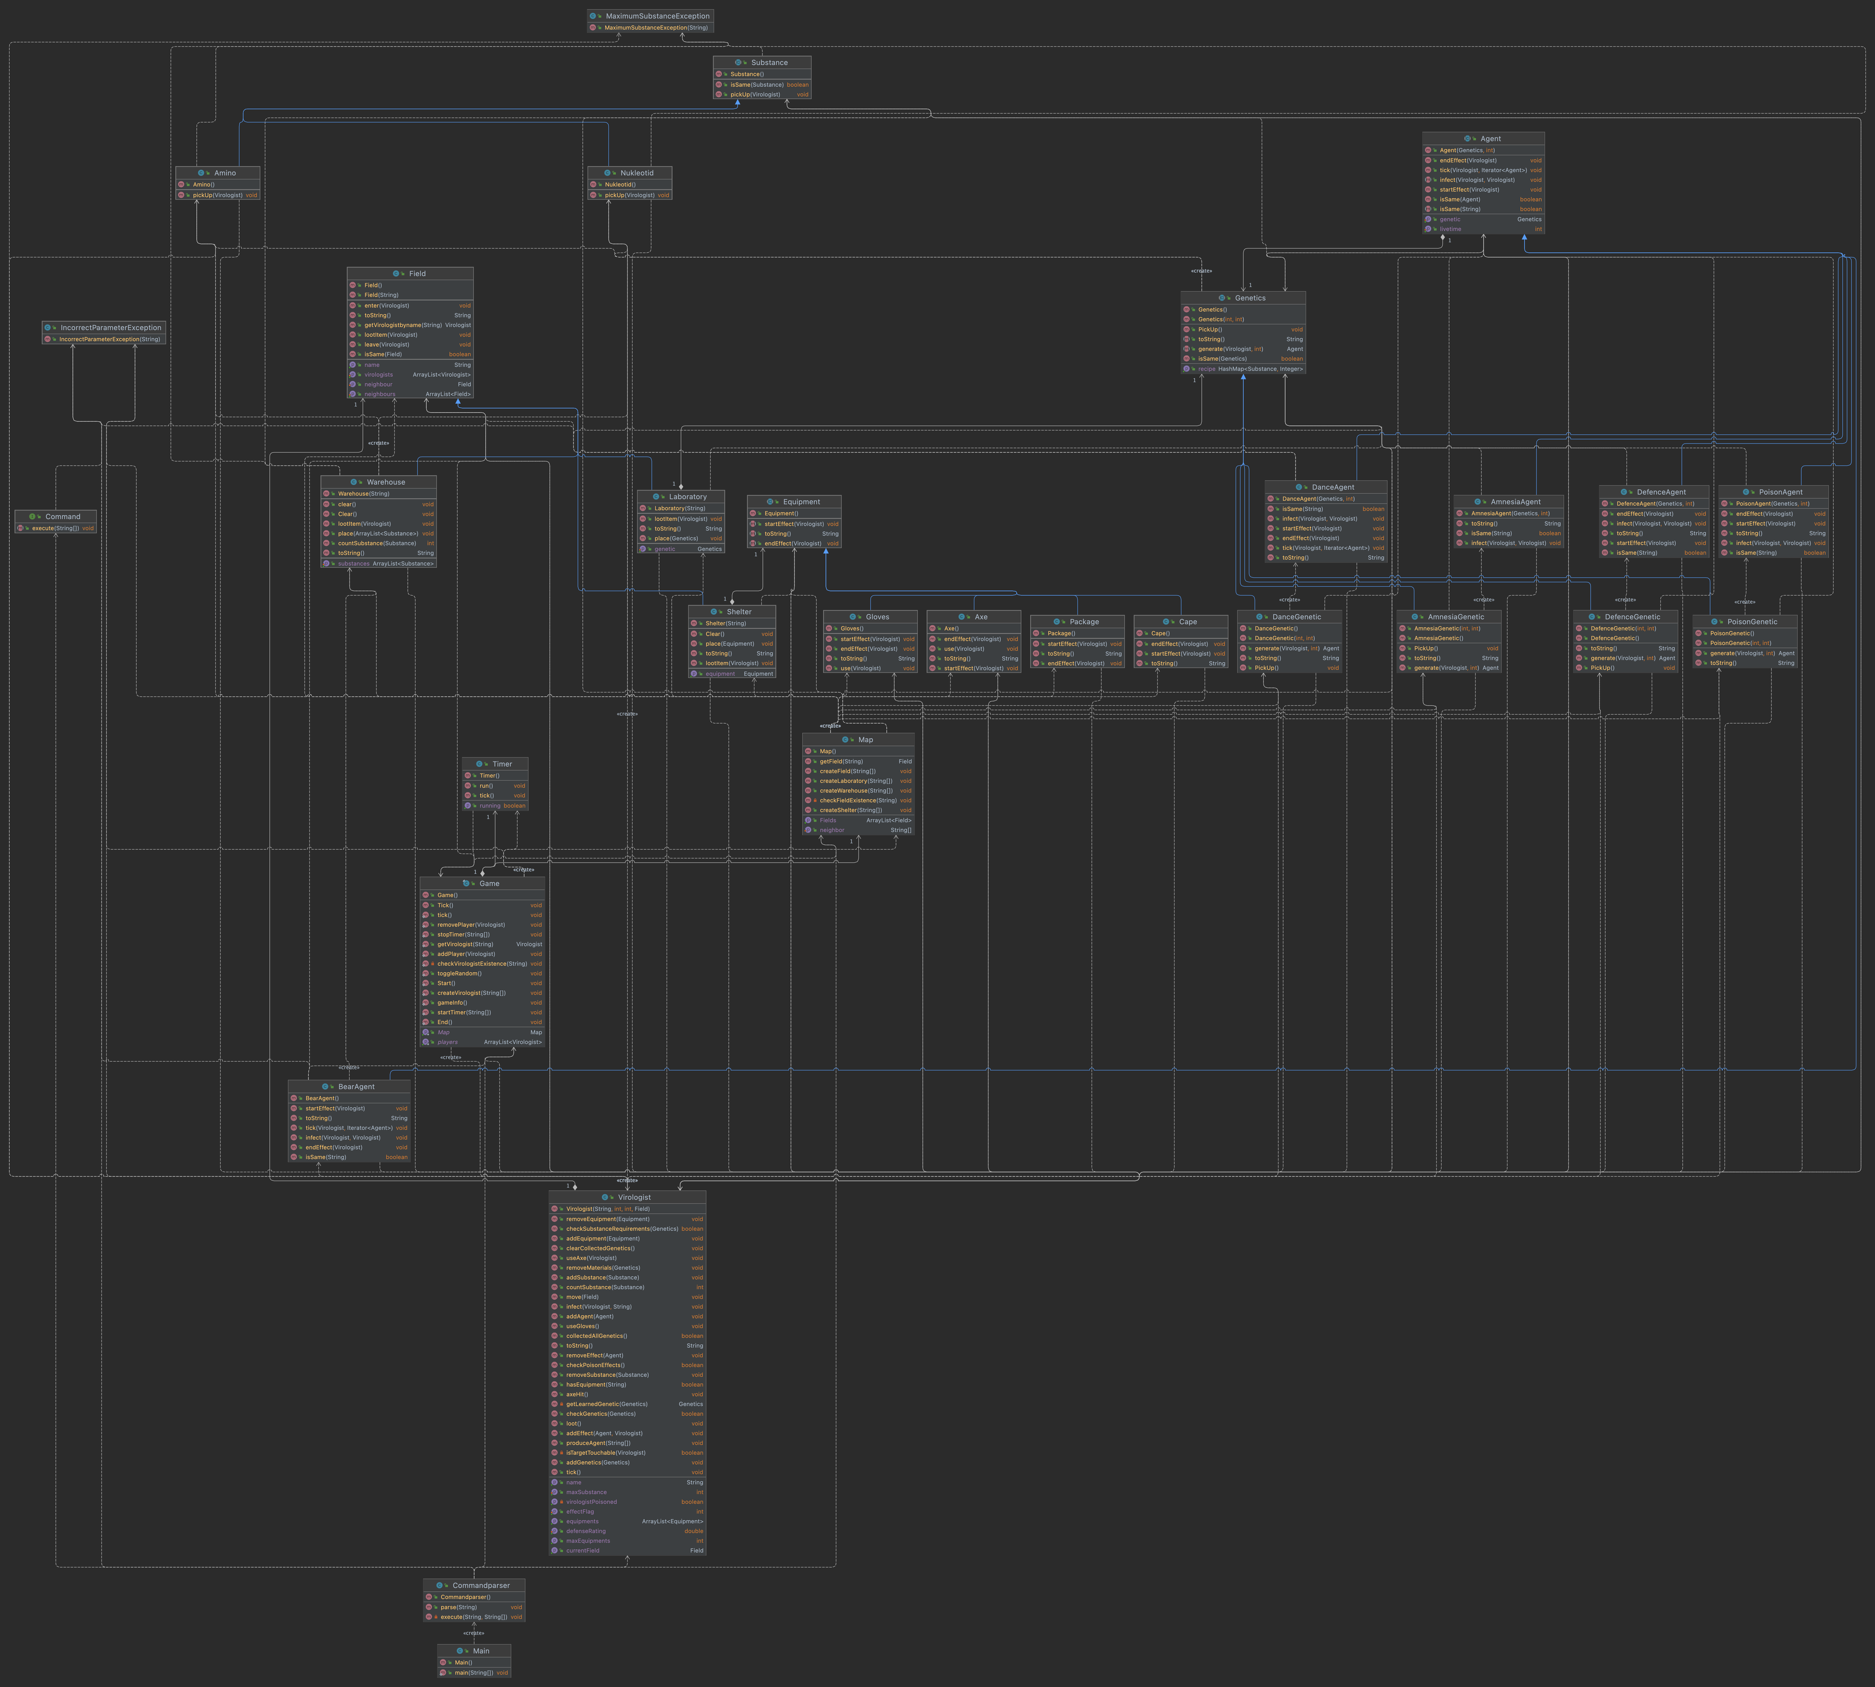 MaximumSubstanceException
MaximumSubstanceException(String)
Substance
Substance()
isSame(Substance) boolean
pickUp(Virologist) void
Agent
Agent(Genetics, int)
endEffect(Virologist) void
tick(Virologist, Iterator<Agent>) void
infect(Virologist, Virologist) void
startEffect(Virologist) void
isSame(Agent) boolean
isSame(String) boolean
genetic Genetics
livetime int
1
Amino
Amino()
pickUp(Virologist) void
Nukleotid
Nukleotid()
pickUp(Virologist) void
Field
Field()
Field(String)
enter(Virologist) void
toString() String
getVirologistbyname(String) Virologist
lootItem(Virologist) void
leave(Virologist) void
isSame(Field) boolean
name String
virologists ArrayList<Virologist>
neighbour Field
neighbours ArrayList<Field>
1
«create»
1
Genetics
Genetics()
Genetics(int, int)
PickUp() void
toString() String
generate(Virologist, int) Agent
isSame(Genetics) boolean
recipe HashMap<Substance, Integer>
1
IncorrectParameterException
IncorrectParameterException(String)
«create»
Command
execute(String[]) void
Warehouse
Warehouse(String)
clear() void
Clear() void
lootItem(Virologist) void
place(ArrayList<Substance>) void
countSubstance(Substance) int
toString() String
substances ArrayList<Substance>
1
Laboratory
Laboratory(String)
lootItem(Virologist) void
toString() String
place(Genetics) void
genetic Genetics
Equipment
Equipment()
startEffect(Virologist) void
toString() String
endEffect(Virologist) void
1
DanceAgent
DanceAgent(Genetics, int)
isSame(String) boolean
infect(Virologist, Virologist) void
startEffect(Virologist) void
endEffect(Virologist) void
tick(Virologist, Iterator<Agent>) void
toString() String
AmnesiaAgent
AmnesiaAgent(Genetics, int)
toString() String
isSame(String) boolean
infect(Virologist, Virologist) void
DefenceAgent
DefenceAgent(Genetics, int)
endEffect(Virologist) void
infect(Virologist, Virologist) void
toString() String
startEffect(Virologist) void
isSame(String) boolean
PoisonAgent
PoisonAgent(Genetics, int)
endEffect(Virologist) void
startEffect(Virologist) void
toString() String
infect(Virologist, Virologist) void
isSame(String) boolean
1
Shelter
Shelter(String)
Clear() void
place(Equipment) void
toString() String
lootItem(Virologist) void
equipment Equipment
Gloves
Gloves()
startEffect(Virologist) void
endEffect(Virologist) void
toString() String
use(Virologist) void
Axe
Axe()
endEffect(Virologist) void
use(Virologist) void
toString() String
startEffect(Virologist) void
Package
Package()
startEffect(Virologist) void
toString() String
endEffect(Virologist) void
Cape
Cape()
endEffect(Virologist) void
startEffect(Virologist) void
toString() String
«create»
DanceGenetic
DanceGenetic()
DanceGenetic(int, int)
generate(Virologist, int) Agent
toString() String
PickUp() void
«create»
AmnesiaGenetic
AmnesiaGenetic(int, int)
AmnesiaGenetic()
PickUp() void
toString() String
generate(Virologist, int) Agent
«create»
DefenceGenetic
DefenceGenetic(int, int)
DefenceGenetic()
toString() String
generate(Virologist, int) Agent
PickUp() void
«create»
PoisonGenetic
PoisonGenetic()
PoisonGenetic(int, int)
generate(Virologist, int) Agent
toString() String
«create»
«create»
Map
Map()
getField(String) Field
createField(String[]) void
createLaboratory(String[]) void
createWarehouse(String[]) void
checkFieldExistence(String) void
createShelter(String[]) void
Fields ArrayList<Field>
neighbor String[]
1
Timer
Timer()
run() void
tick() void
running boolean
1
1
«create»
Game
Game()
Tick() void
tick() void
removePlayer(Virologist) void
stopTimer(String[]) void
getVirologist(String) Virologist
addPlayer(Virologist) void
checkVirologistExistence(String) void
toggleRandom() void
Start() void
createVirologist(String[]) void
gameInfo() void
startTimer(String[]) void
End() void
Map Map
players ArrayList<Virologist>
«create»
«create»
BearAgent
BearAgent()
startEffect(Virologist) void
toString() String
tick(Virologist, Iterator<Agent>) void
infect(Virologist, Virologist) void
endEffect(Virologist) void
isSame(String) boolean
1
«create»
Virologist
Virologist(String, int, int, Field)
removeEquipment(Equipment) void
checkSubstanceRequirements(Genetics) boolean
addEquipment(Equipment) void
clearCollectedGenetics() void
useAxe(Virologist) void
removeMaterials(Genetics) void
addSubstance(Substance) void
countSubstance(Substance) int
move(Field) void
infect(Virologist, String) void
addAgent(Agent) void
useGloves() void
collectedAllGenetics() boolean
toString() String
removeEffect(Agent) void
checkPoisonEffects() boolean
removeSubstance(Substance) void
hasEquipment(String) boolean
axeHit() void
getLearnedGenetic(Genetics) Genetics
checkGenetics(Genetics) boolean
loot() void
addEffect(Agent, Virologist) void
produceAgent(String[]) void
isTargetTouchable(Virologist) boolean
addGenetics(Genetics) void
tick() void
name String
maxSubstance int
virologistPoisoned boolean
effectFlag int
equipments ArrayList<Equipment>
defenseRating double
maxEquipments int
currentField Field
Commandparser
Commandparser()
parse(String) void
execute(String, String[]) void
«create»
Main
Main()
main(String[]) void